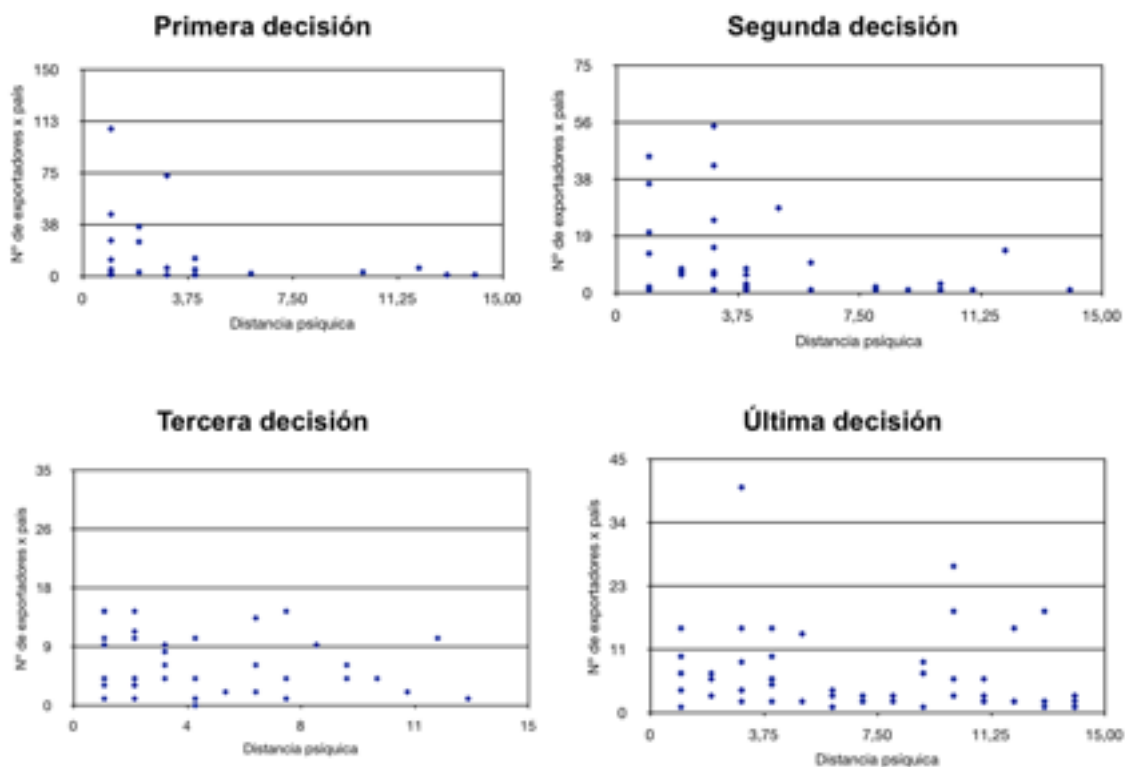 Primera decisión
Nº de exportadores x país
150
113
75
38
0
0 3,75 7,50 11,25 15,00
Distancia psíquica
Segunda decisión
Nº de exportadores x país
75
56
38
19
0
0 3,75 7,50 11,25 15,00
Distancia psíquica
Tercera decisión
Nº de exportadores x país
35
26
18
9
0
0 4 8 11 15
Distancia psíquica
Última decisión
Nº de exportadores x país
45
34
23
11
0
0 3,75 7,50 11,25 15,00
Distancia psíquica